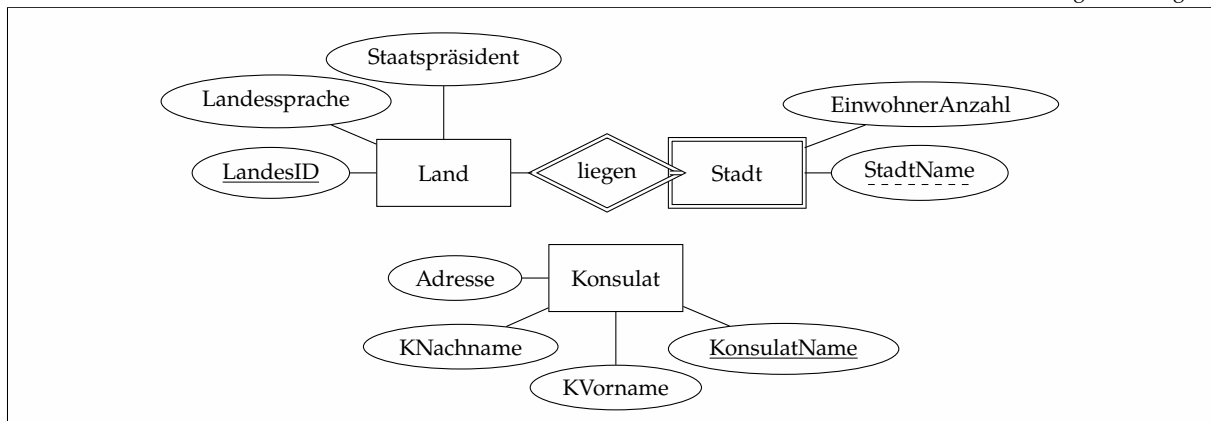 Staatspräsident
Landessprache
EinwohnerAnzahl
LandesID
Land
liegen
Stadt
StadtName
Adresse
Konsulat
KNachname
KonsulatName
KVorname